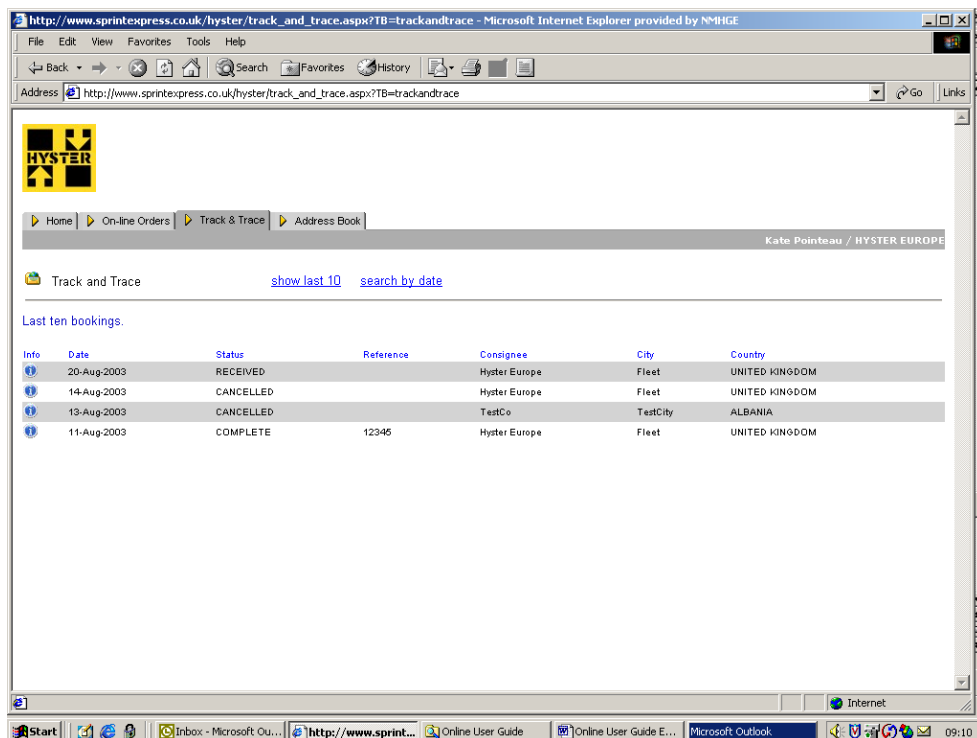 http://www.sprintexpress.co.uk/hyster/track_and_trace.aspx?TB=trackandtrace - Microsoft Internet Explorer provided by NMHGE
File Edit View Favorites Tools Help
Back Search Favorites History
Address http://www.sprintexpress.co.uk/hyster/track_and_trace.aspx?TB=trackandtrace Go Links
HYSTER
Home On-line Orders Track & Trace Address Book
Kate Pointeau / HYSTER EUROPE
Track and Trace show last 10 search by date
Last ten bookings.
Info Date Status Reference Consignee City Country
20-Aug-2003 RECEIVED Hyster Europe Fleet UNITED KINGDOM
14-Aug-2003 CANCELLED Hyster Europe Fleet UNITED KINGDOM
13-Aug-2003 CANCELLED TestCo TestCity ALBANIA
11-Aug-2003 COMPLETE 12345 Hyster Europe Fleet UNITED KINGDOM
Internet
Start Inbox - Microsoft Ou... http://www.sprint... Online User Guide Online User Guide E... Microsoft Outlook 09:10